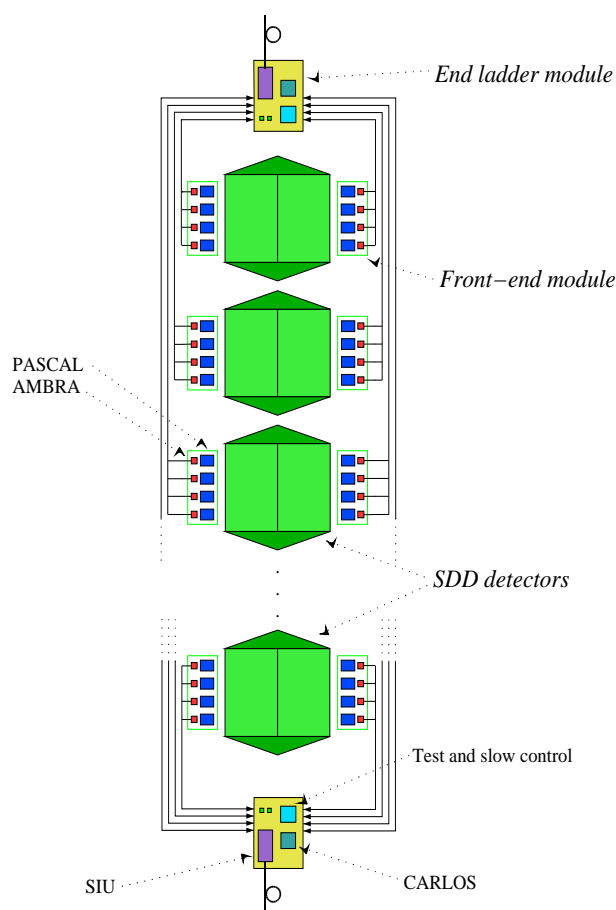 End ladder module
Front−end module
PASCAL
AMBRA
SDD detectors
Test and slow control
SIU
CARLOS